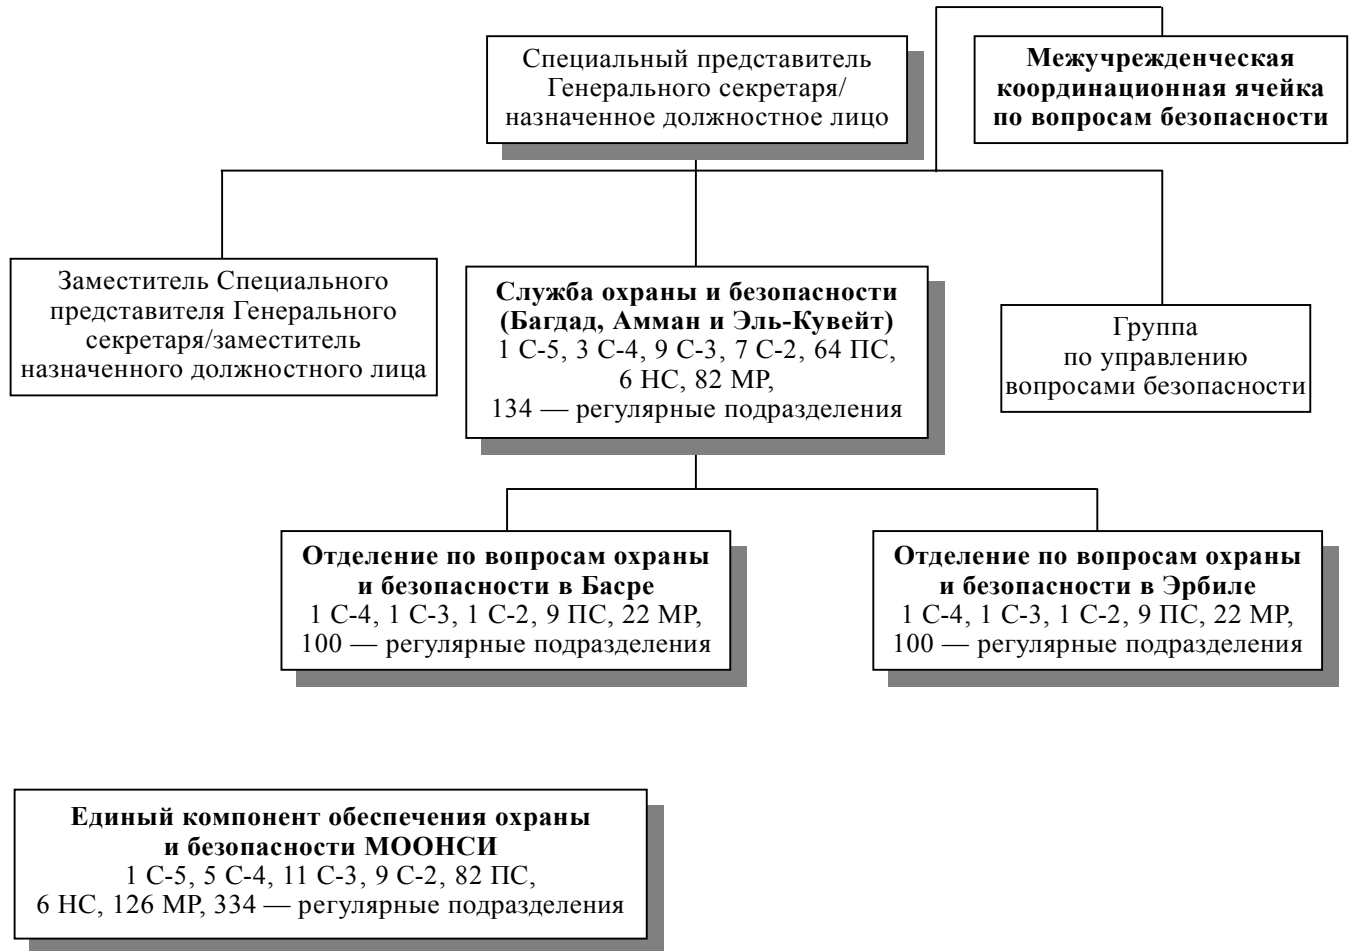 Специальный представитель
Генерального секретаря/
назначенное должностное лицо
Межучрежденческая
координационная ячейка
по вопросам безопасности
Заместитель Специального
представителя Генерального
секретаря/заместитель
назначенного должностного лица
Служба охраны и безопасности
(Багдад, Амман и Эль-Кувейт)
1 С-5, 3 С-4, 9 С-3, 7 С-2, 64 ПС,
6 НС, 82 МР,
134 — регулярные подразделения
Группа
по управлению
вопросами безопасности
Отделение по вопросам охраны
и безопасности в Басре
1 С-4, 1 С-3, 1 С-2, 9 ПС, 22 МР,
100 — регулярные подразделения
Отделение по вопросам охраны
и безопасности в Эрбиле
1 С-4, 1 С-3, 1 С-2, 9 ПС, 22 МР,
100 — регулярные подразделения
Единый компонент обеспечения охраны
и безопасности МООНСИ
1 С-5, 5 С-4, 11 С-3, 9 С-2, 82 ПС,
6 НС, 126 МР, 334 — регулярные подразделения